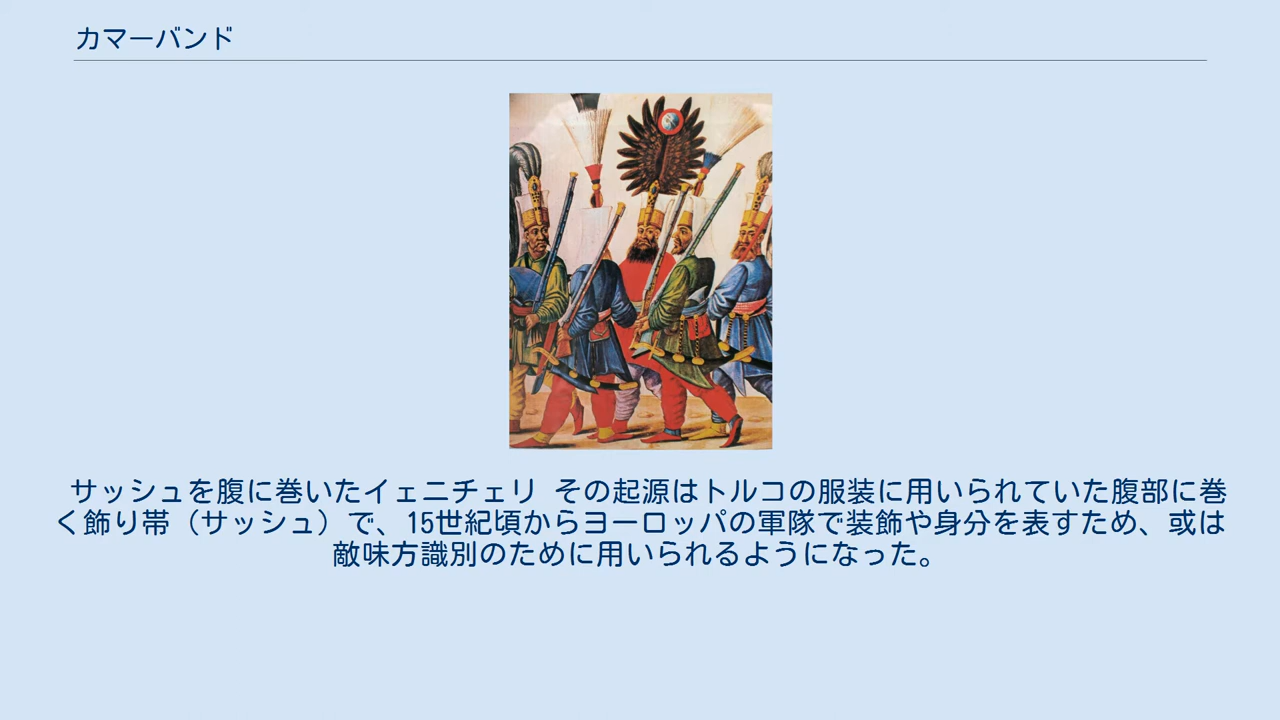 カマーバンド
サッシュを腹に巻いたイェニチェリ その起源はトルコの服装に用いられていた腹部に巻
く飾り帯（サッシュ）で、15世紀頃からヨーロッパの軍隊で装飾や身分を表すため、或は
敵味方識別のために用いられるようになった。